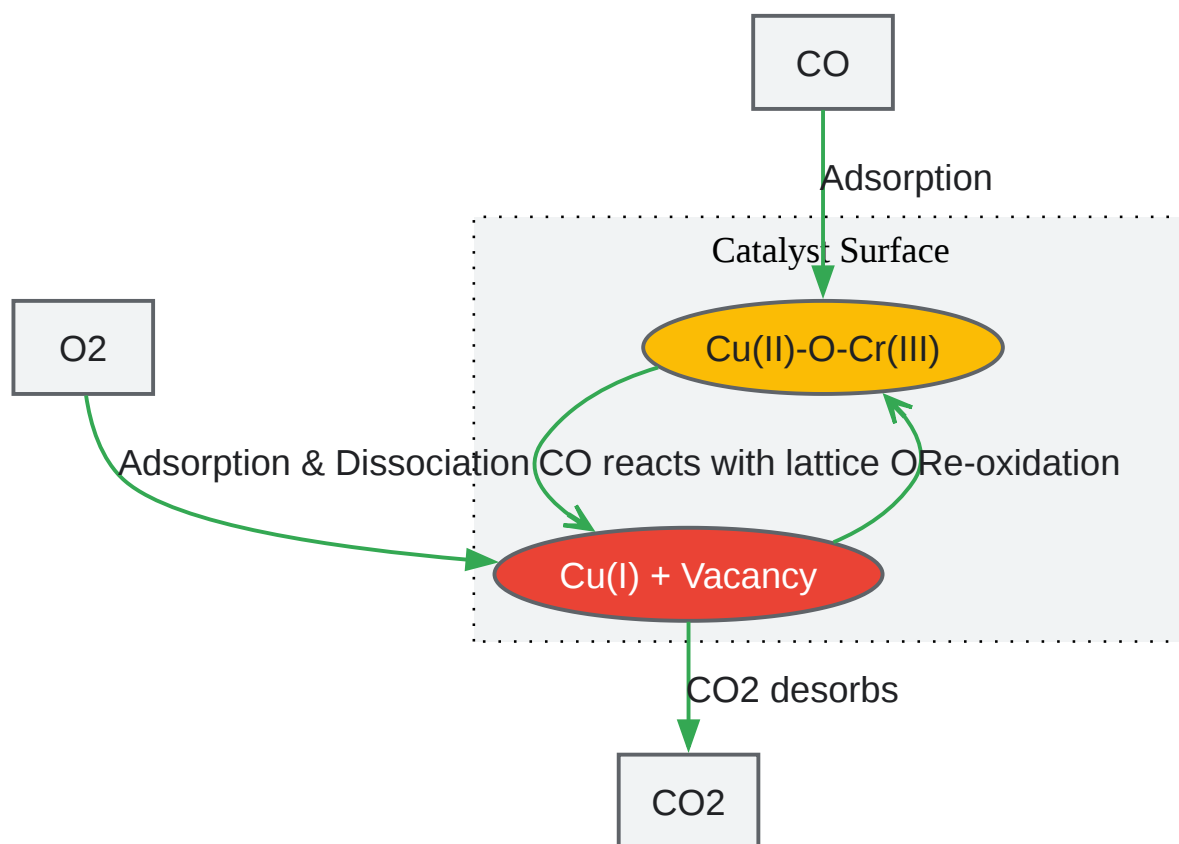 CO
Adsorption
Catalyst Surface
O2
Cu(II)-O-Cr(III)
Adsorption & Dissociation
CO reacts with lattice O
Re-oxidation
Cu(I) + Vacancy
CO2 desorbs
CO2